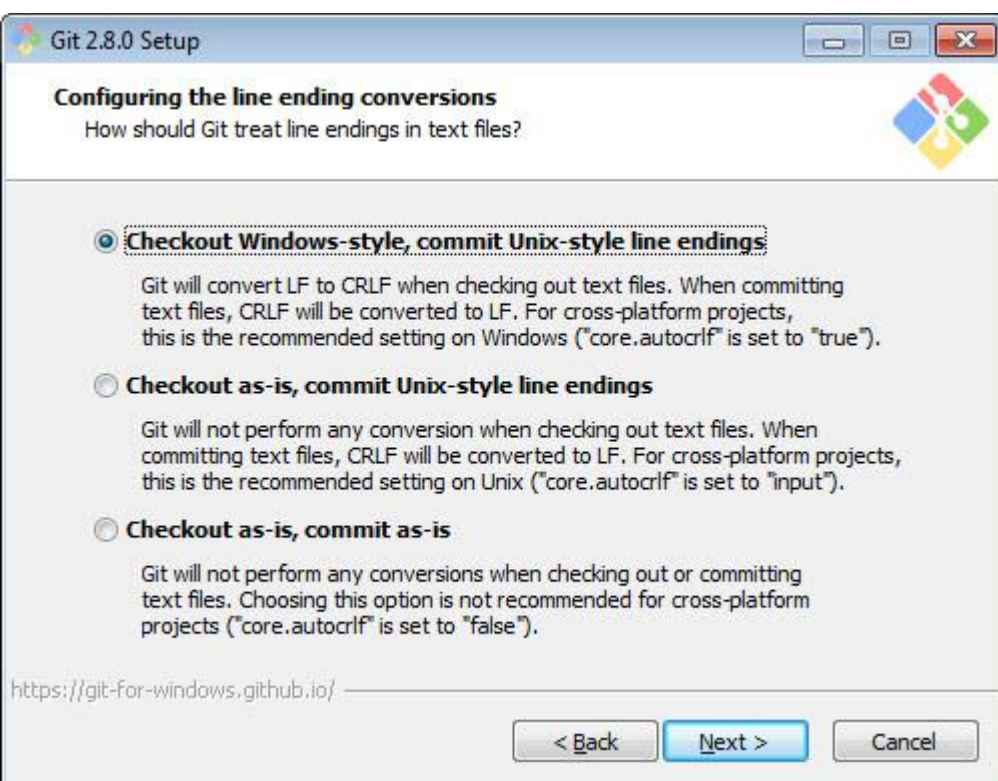 Git 2.8.0 Setup
Configuring the line ending conversions
How should Git treat line endings in text files?
Checkout Windows-style, commit Unix-style line endings
Git will convert LF to CRLF when checking out text files. When committing
text files, CRLF will be converted to LF. For cross-platform projects,
this is the recommended setting on Windows ("core.autocrlf" is set to "true").
Checkout as-is, commit Unix-style line endings
Git will not perform any conversion when checking out text files. When
committing text files, CRLF will be converted to LF. For cross-platform projects,
this is the recommended setting on Unix ("core.autocrlf" is set to "input").
Checkout as-is, commit as-is
Git will not perform any conversions when checking out or committing
text files. Choosing this option is not recommended for cross-platform
projects ("core.autocrlf" is set to "false").
https://git-for-windows.github.io/
< Back
Next >
Cancel